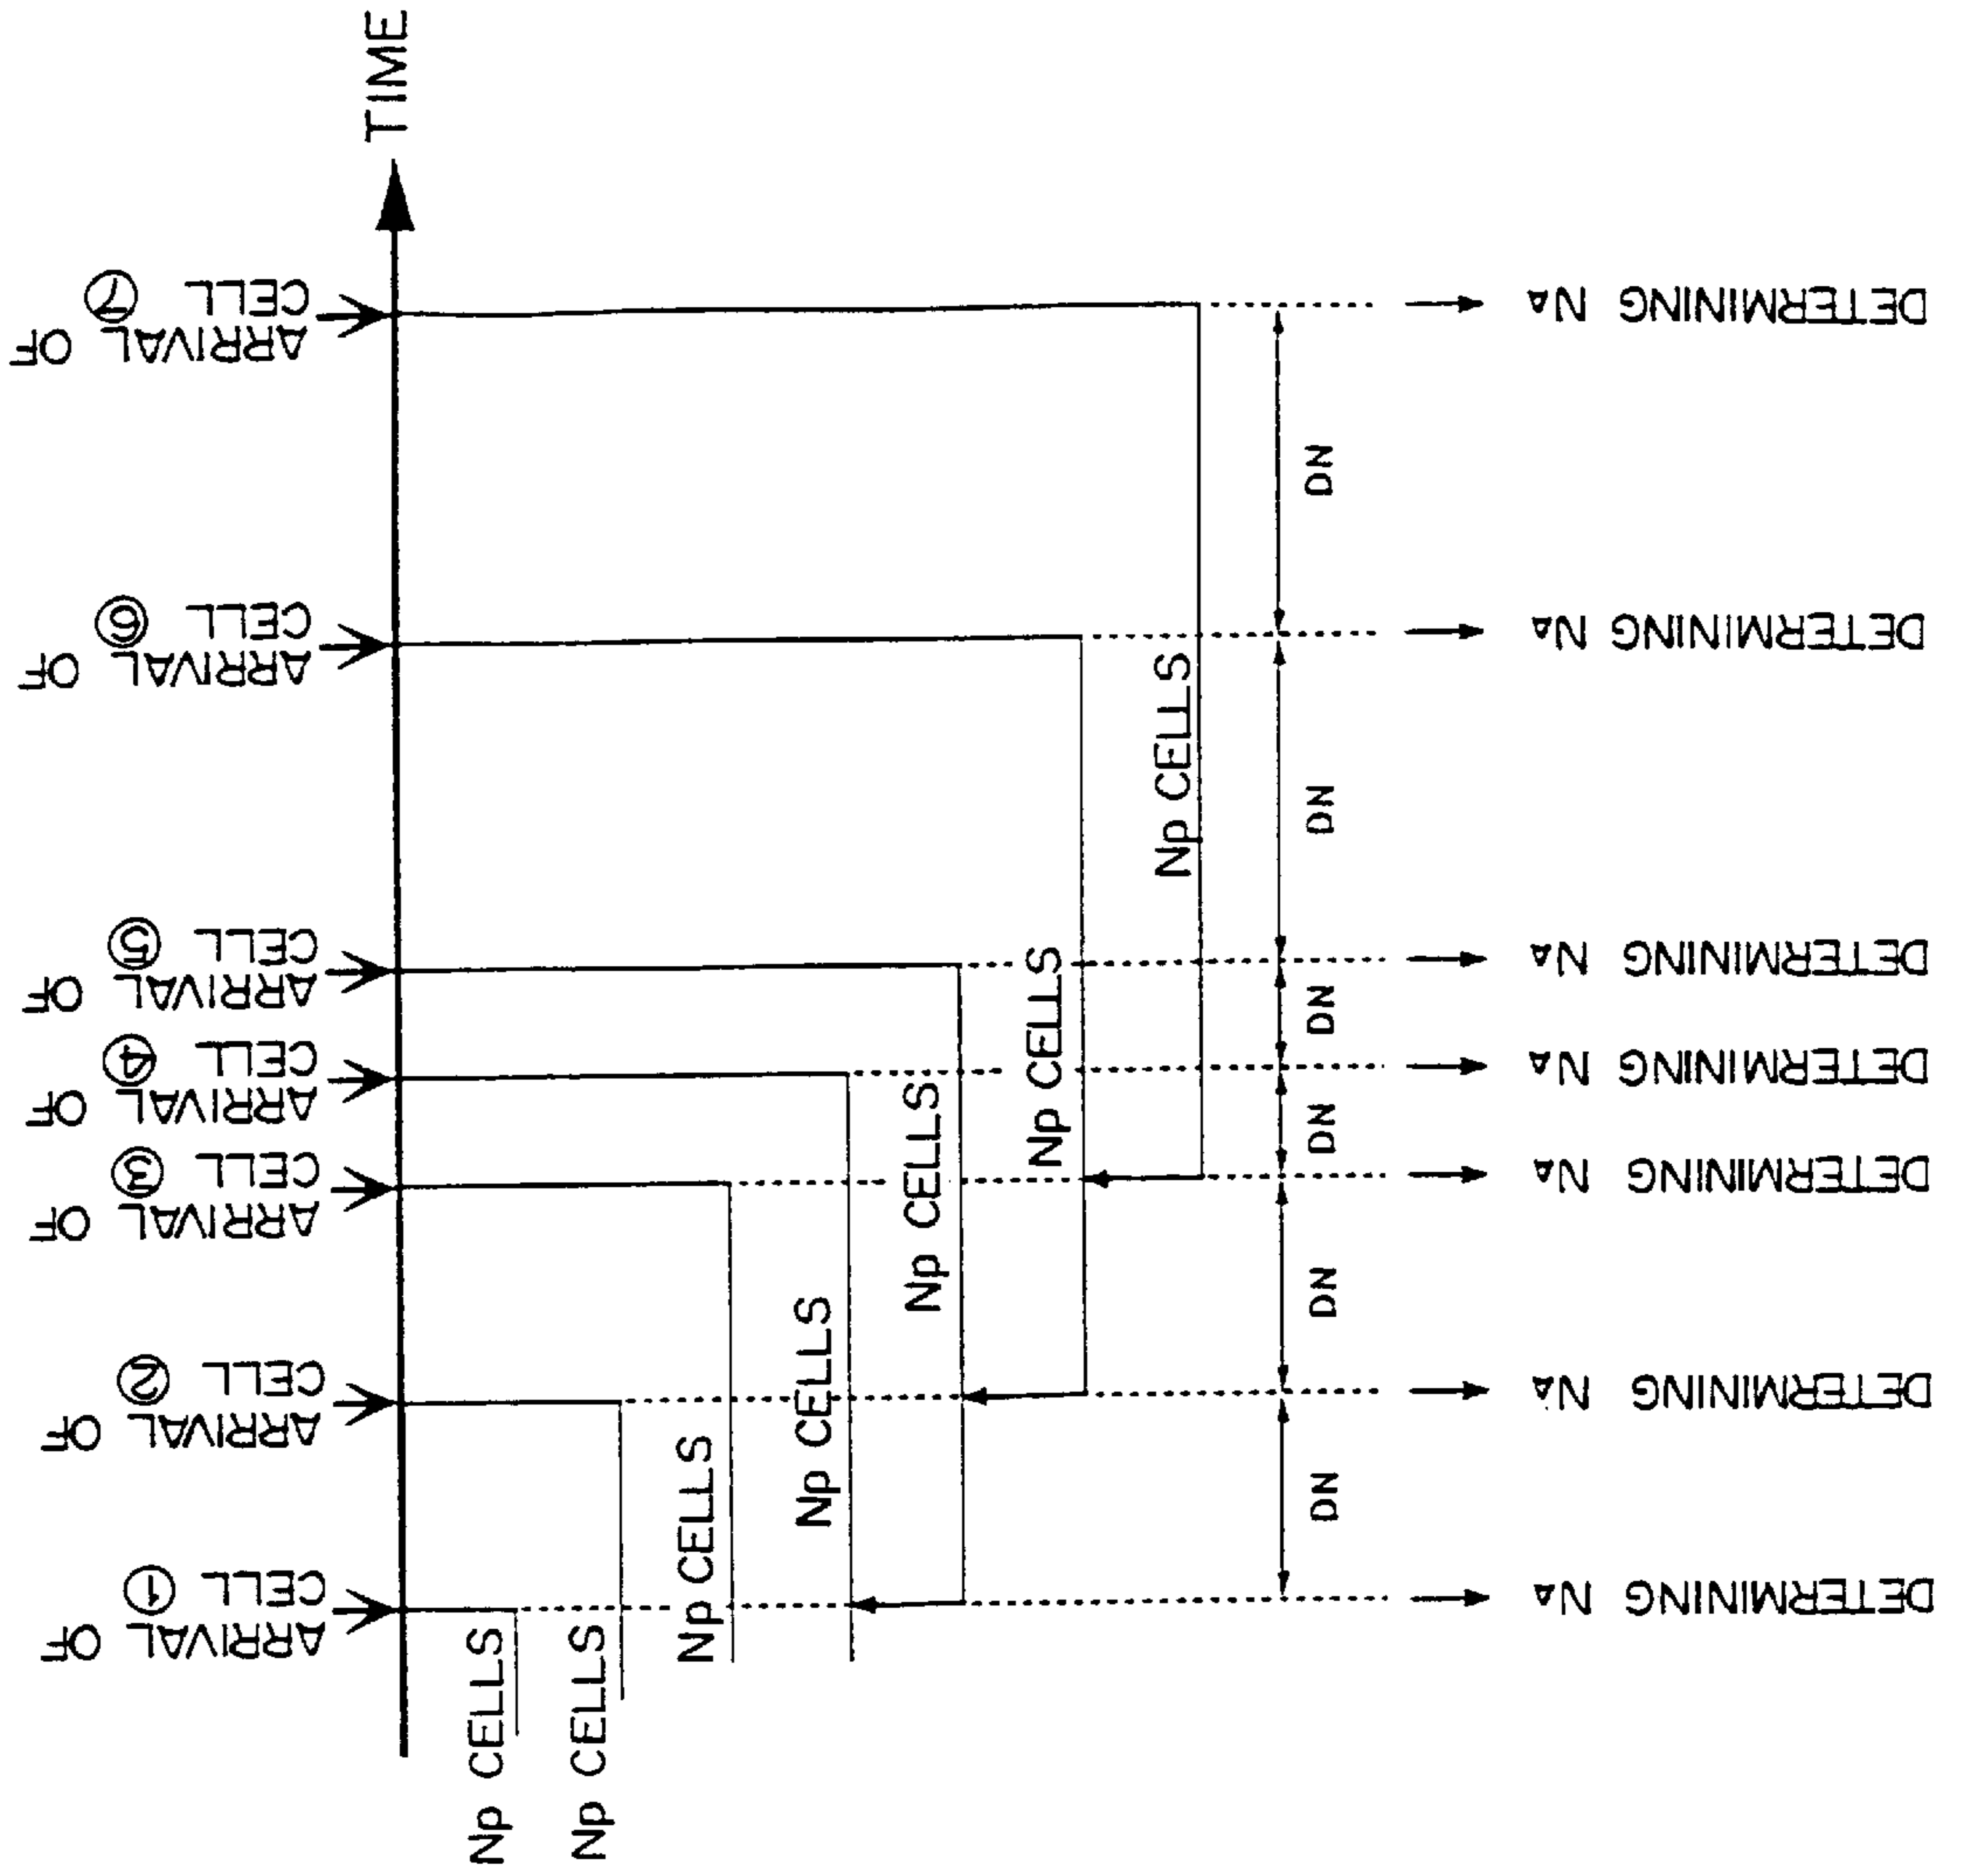 TIME
ARRIVAL OF
CELL ①
ARRIVAL OF
CELL ②
ARRIVAL OF
CELL ③
ARRIVAL OF
CELL ④
ARRIVAL OF
CELL ⑤
ARRIVAL OF
CELL ⑥
ARRIVAL OF
CELL ⑦
Np CELLS
Np CELLS
Np CELLS
Np CELLS
Np CELLS
Np CELLS
Np CELLS
DN
DN
DN
DN
DN
DN
DETERMINING NA
DETERMINING NA
DETERMINING NA
DETERMINING NA
DETERMINING NA
DETERMINING NA
DETERMINING NA